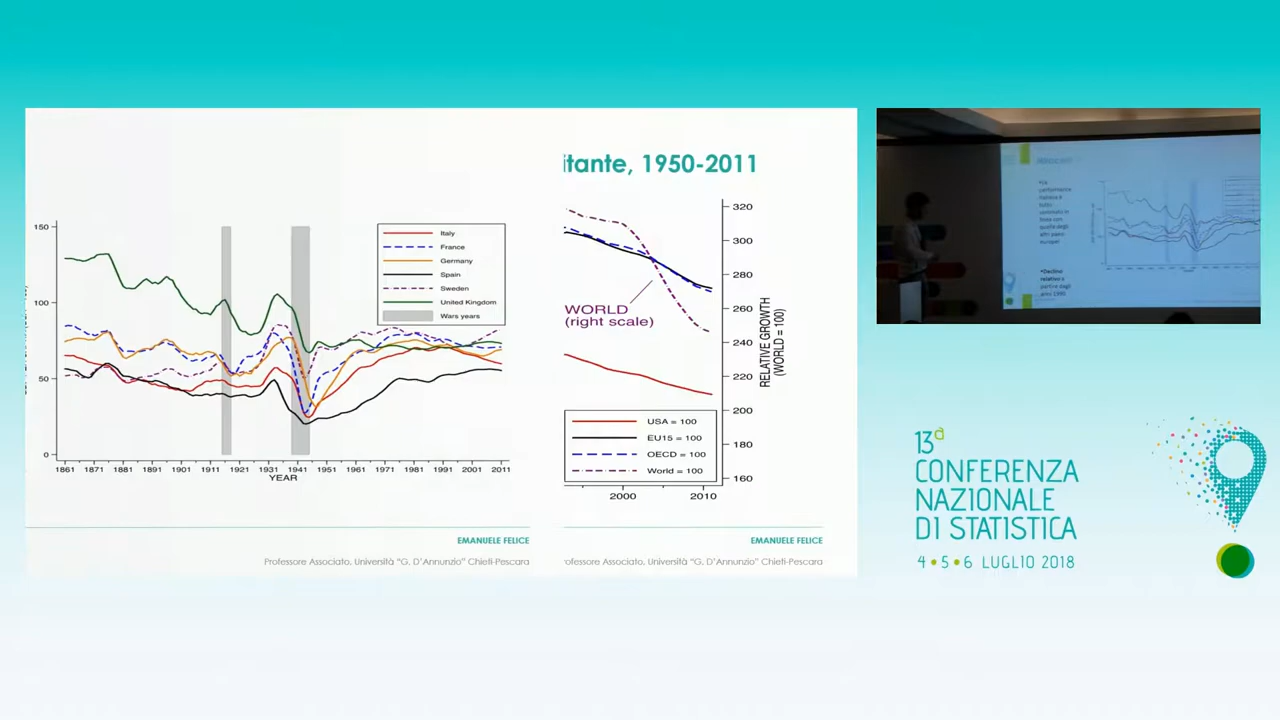 itante, 1950-2011
150
100
50
0
1861 1871 1881 1891 1901 1911 1921 1931 1941 1951 1961 1971 1981 1991 2001 2011
YEAR
Italy
France
Germany
Spain
Sweden
United Kingdom
Wars years
320
300
280
260
240
220
200
180
160
RELATIVE GROWTH
(WORLD = 100)
WORLD
(right scale)
USA = 100
EU15 = 100
OECD = 100
World = 100
2000 2010
EMANUELE FELICE
Professore Associato, Università "G. D'Annunzio" Chieti-Pescara
EMANUELE FELICE
ofessore Associato, Università "G. D'Annunzio" Chieti-Pescara
13ª
CONFERENZA
NAZIONALE
DI STATISTICA
4 • 5 • 6 LUGLIO 2018